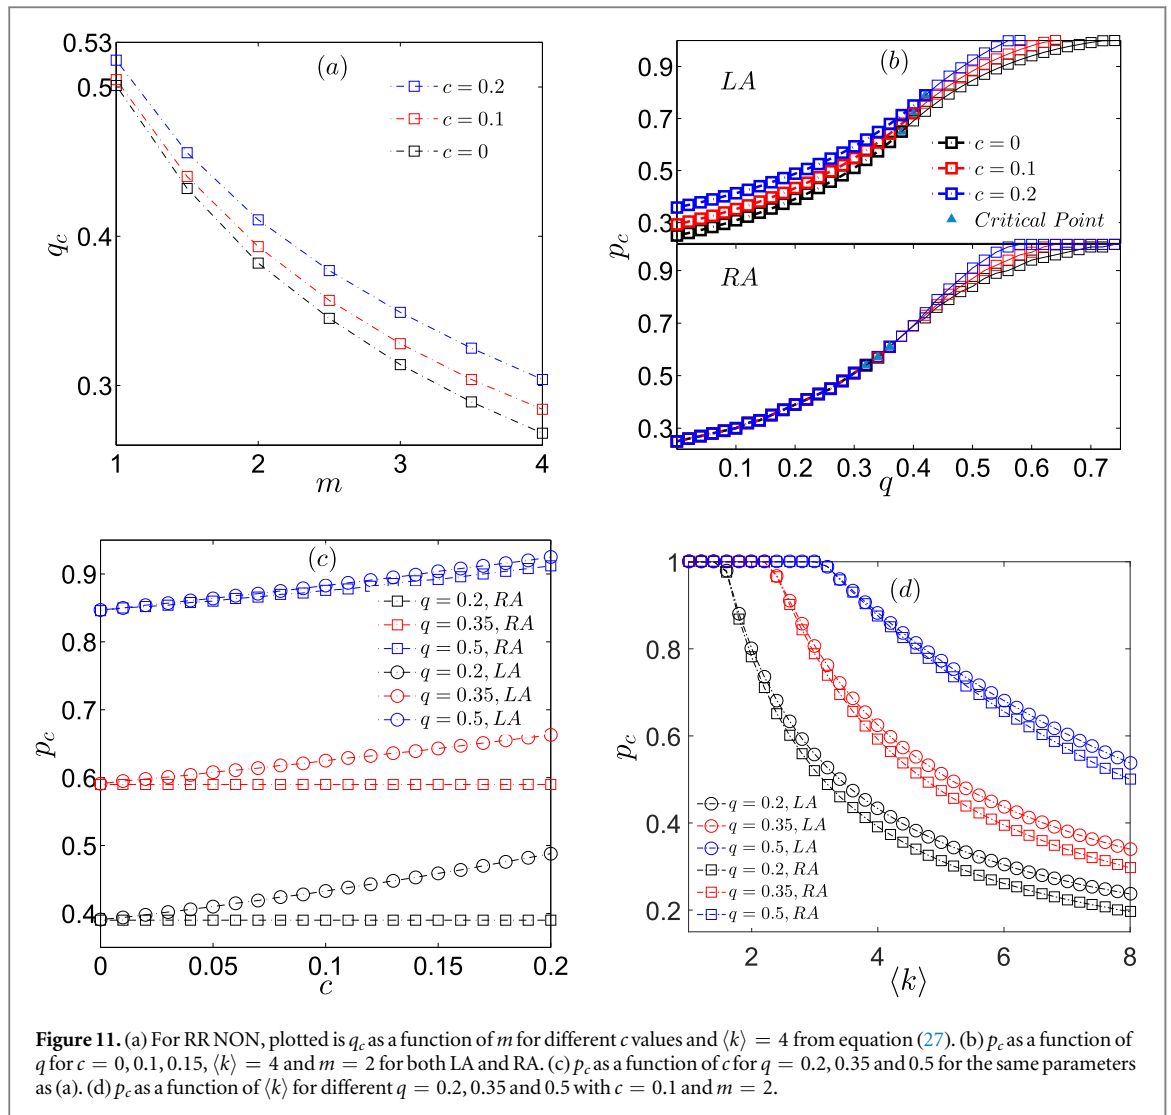 0.53
0.5
0.4
0.3
q_c
(a)
c = 0.2
c = 0.1
c = 0
1 2 3 4
m
0.9
0.7
0.5
0.3
p_c
LA
(b)
c = 0
c = 0.1
c = 0.2
Critical Point
0.9
0.7
0.5
0.3
RA
0.1 0.2 0.3 0.4 0.5 0.6 0.7
q
0.9
0.8
0.7
0.6
0.5
0.4
p_c
(c)
q = 0.2, RA
q = 0.35, RA
q = 0.5, RA
q = 0.2, LA
q = 0.35, LA
q = 0.5, LA
0 0.05 0.1 0.15 0.2
c
1
0.8
0.6
0.4
0.2
p_c
(d)
q = 0.2, LA
q = 0.35, LA
q = 0.5, LA
q = 0.2, RA
q = 0.35, RA
q = 0.5, RA
2 4 6 8
⟨k⟩
Figure 11. (a) For RR NON, plotted is q_c as a function of m for different c values and ⟨k⟩ = 4 from equation (27). (b) p_c as a function of
q for c = 0, 0.1, 0.15, ⟨k⟩ = 4 and m = 2 for both LA and RA. (c) p_c as a function of c for q = 0.2, 0.35 and 0.5 for the same parameters
as (a). (d) p_c as a function of ⟨k⟩ for different q = 0.2, 0.35 and 0.5 with c = 0.1 and m = 2.